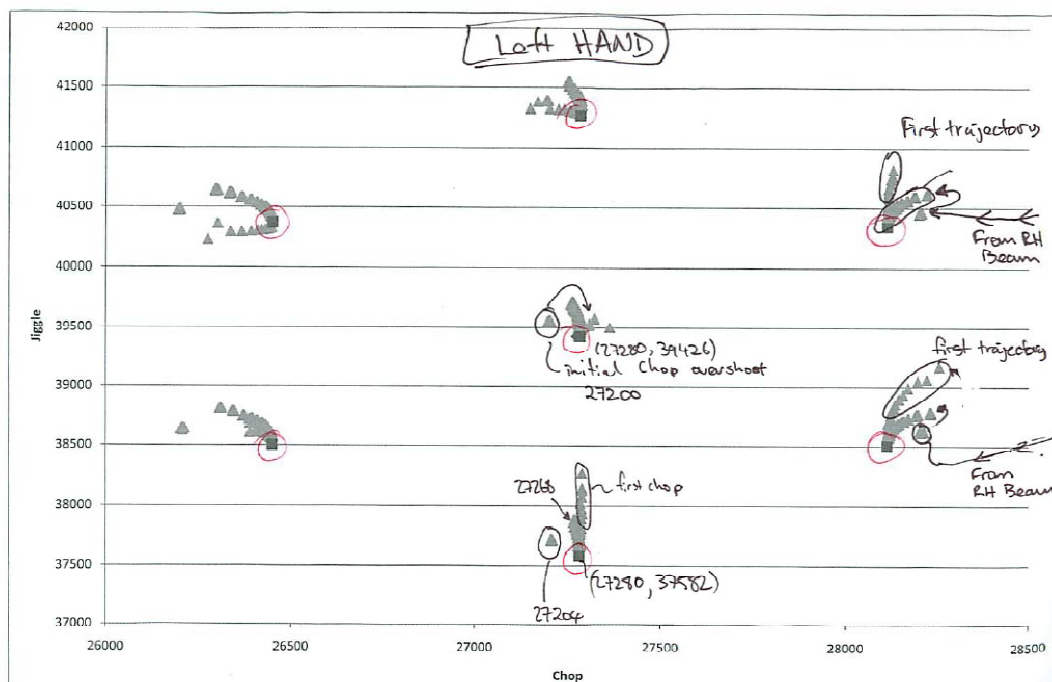 Left HAND
42000
41500
41000
40500
40000
39500
39000
38500
38000
37500
37000
Jiggle
26000
26500
27000
27500
28000
28500
Chop
First trajectory
From RH
Beam
(27280, 39426)
initial Chop overshoot
27200
first trajectory
From
RH Beam
27268
first chop
(27280, 37582)
27204